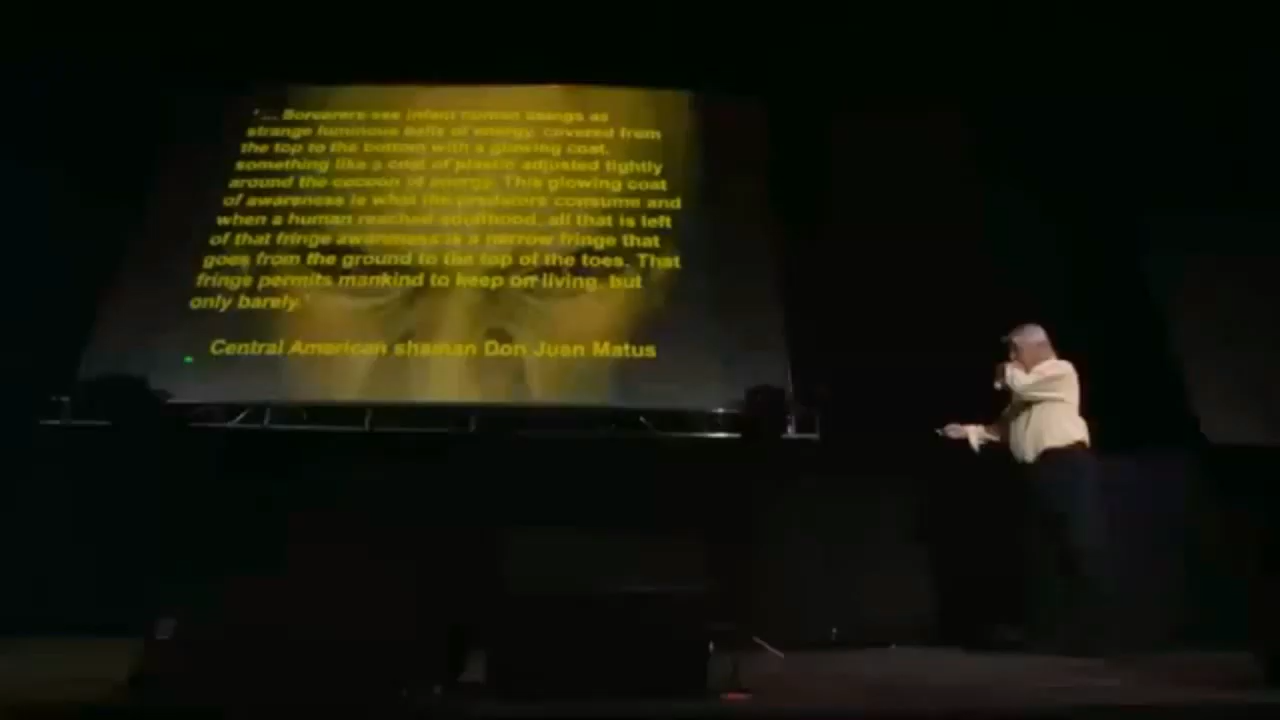 "... Sorcerers see infant human beings as
strange luminous balls of energy, covered from
the top to the bottom with a glowing coat,
something like a coat of plastic adjusted tightly
around the cocoon of energy. This glowing coat
of awareness is what the predators consume and
when a human reached adulthood, all that is left
of that fringe awareness is a narrow fringe that
goes from the ground to the top of the toes. That
fringe permits mankind to keep on living, but
only barely."
Central American shaman Don Juan Matus